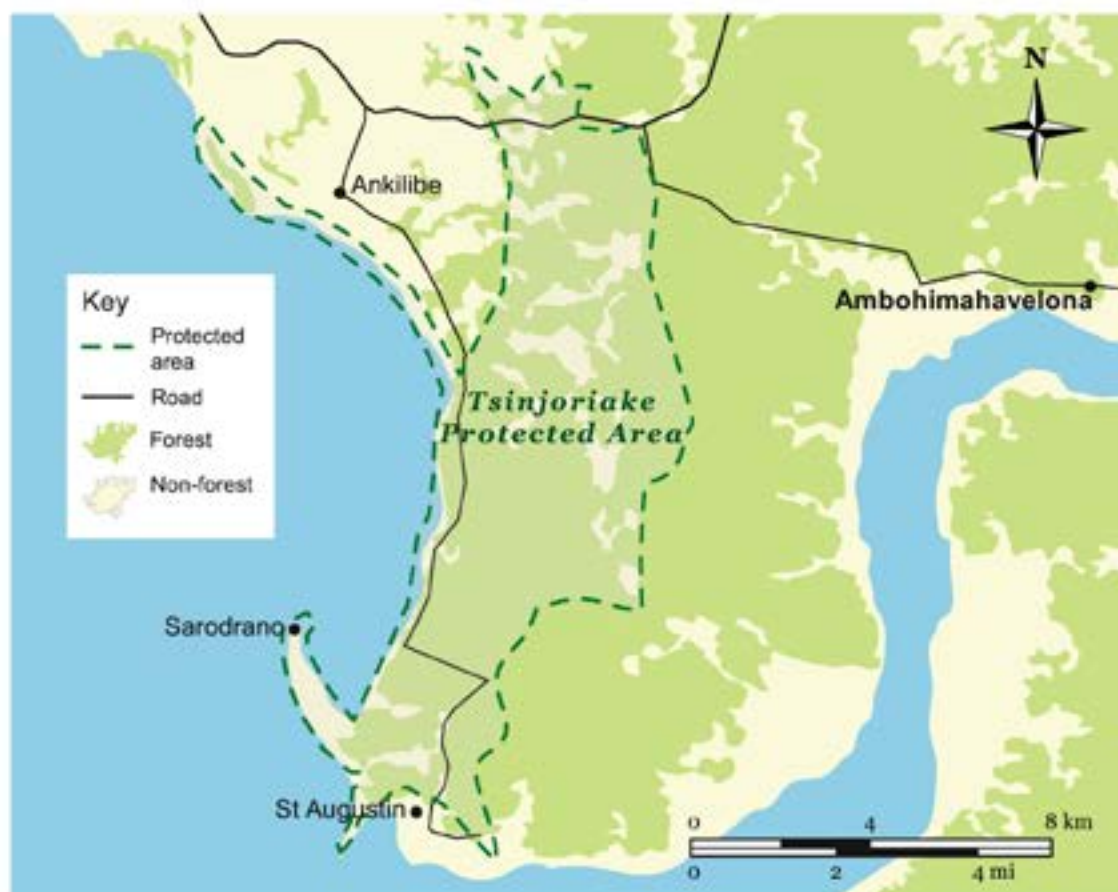 N
Ankilibe
Ambohimahavelona
Key
Protected
area
Road
Forest
Non-forest
Tsinjoriake
Protected Area
Sarodrano
St Augustin
0 4 8 km
0 2 4 mi